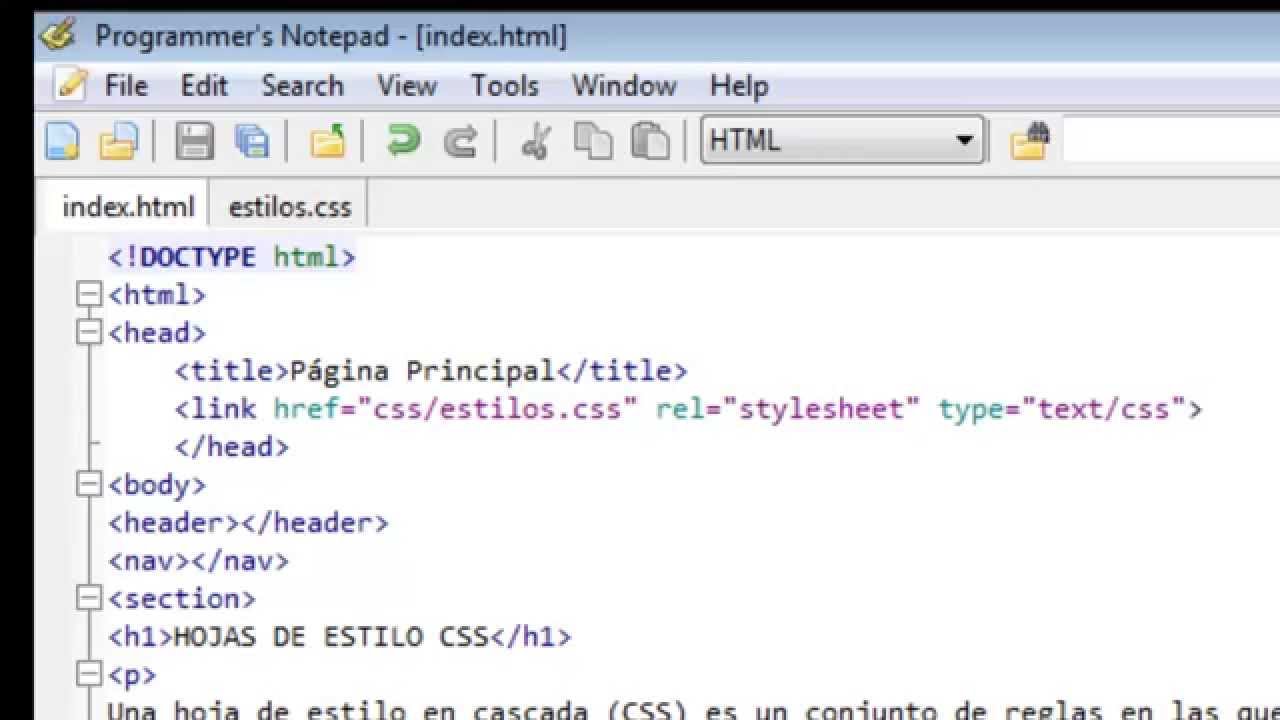 Programmer's Notepad - [index.html]
File Edit Search View Tools Window Help
HTML
index.html estilos.css
<!DOCTYPE html>
<html>
<head>
<title>Página Principal</title>
<link href="css/estilos.css" rel="stylesheet" type="text/css">
</head>
<body>
<header></header>
<nav></nav>
<section>
<h1>HOJAS DE ESTILO CSS</h1>
<p>
Una hoja de estilo en cascada (CSS) es un conjunto de reglas en las que